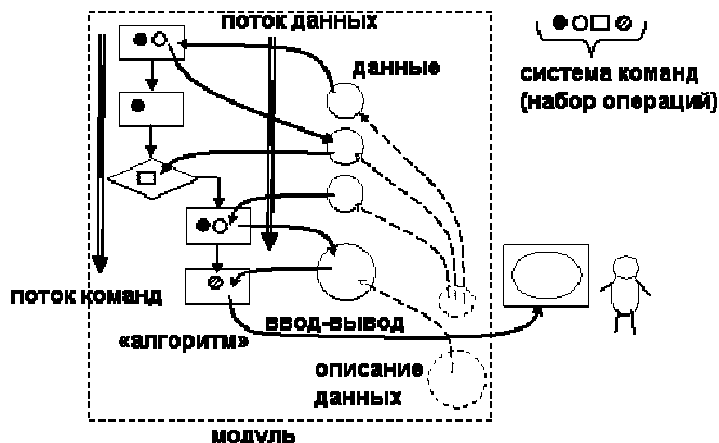 поток данных
данные
система команд
(набор операций)
поток команд
«алгоритм»
ввод-вывод
описание
данных
модуль